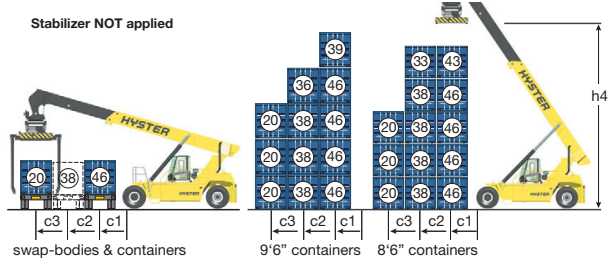 Stabilizer NOT applied
39
33 43
36 46
38 46
20 38 46
20 38 46
20 38 46
20 38 46
20 38 46
20 38 46
20 38 46
HYSTER
HYSTER
HYSTER
HYSTER
h4
c3 c2 c1
c3 c2 c1
c3 c2 c1
swap-bodies & containers
9‘6” containers
8‘6” containers